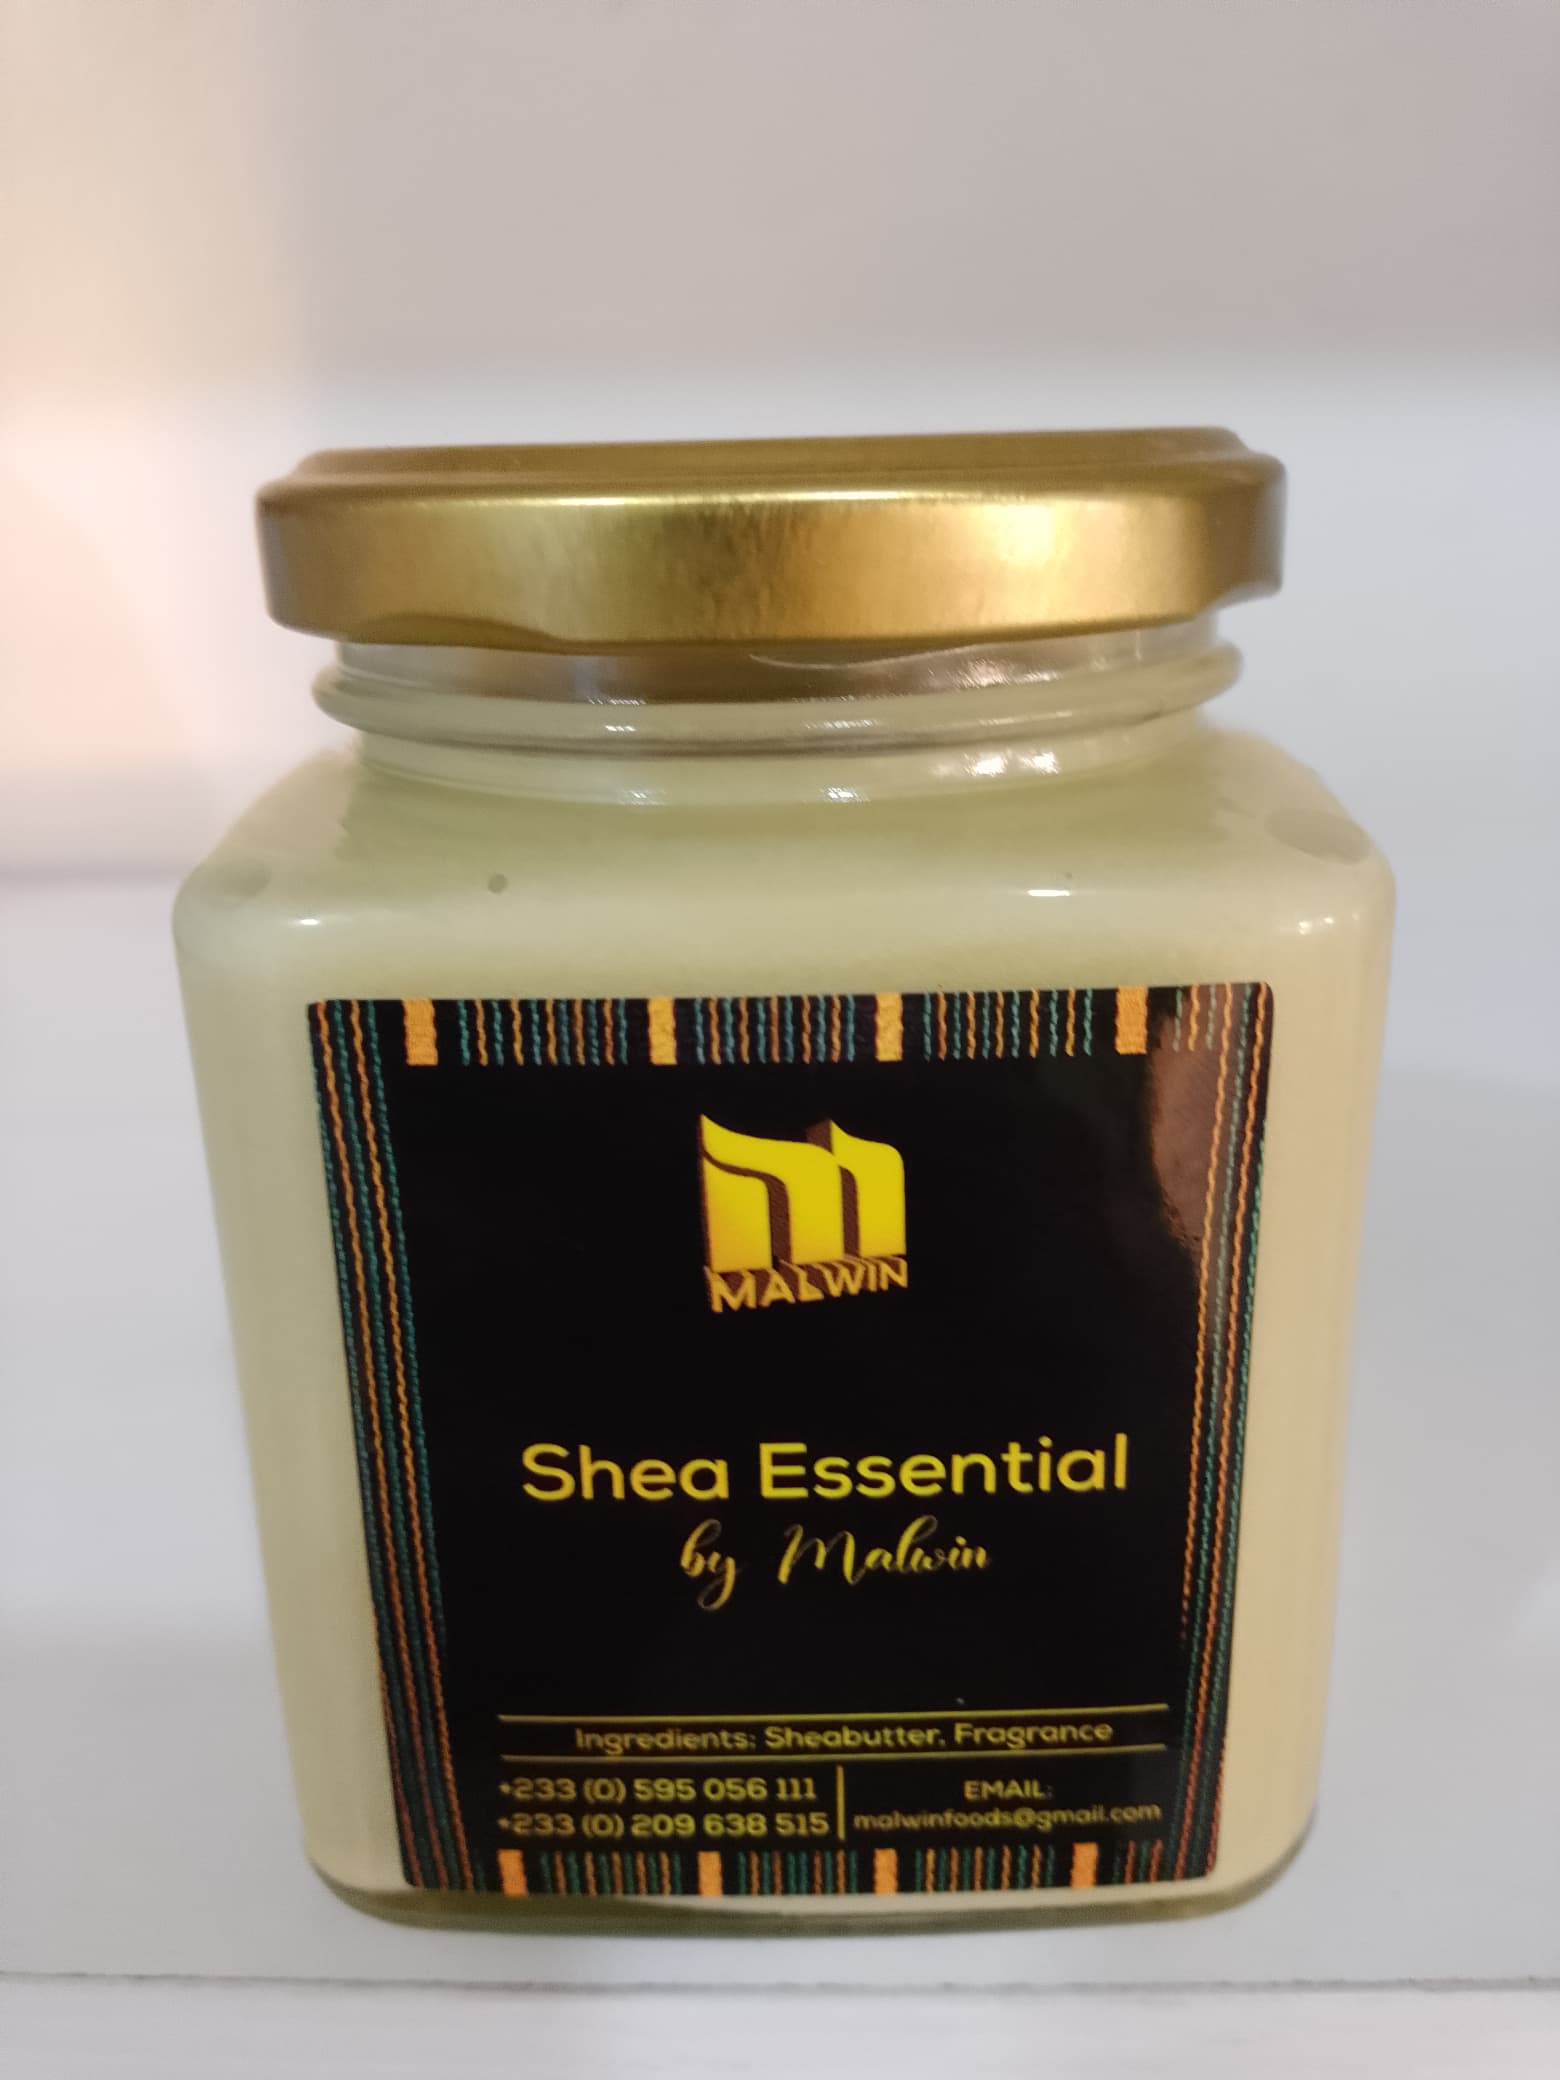 MALWIN
Shea Essential
by Malwin
Ingredients: Sheabutter, Fragrance
+233 (0) 595 056 111
+233 (0) 209 638 515
EMAIL:
malwinfoods@gmail.com